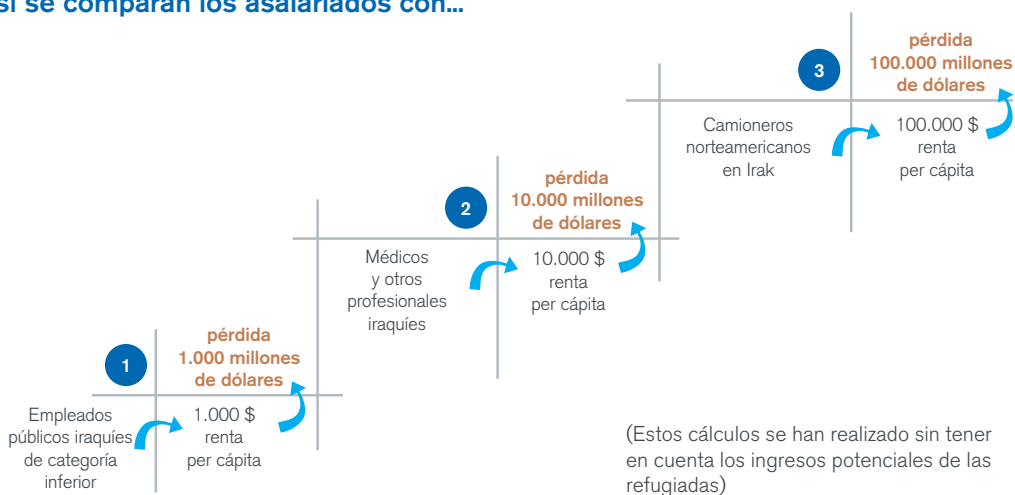 si se comparan los asalariados con...
1
pérdida
1.000 millones
de dólares
Empleados
públicos iraquíes
de categoría
inferior
1.000 $
renta
per cápita
2
pérdida
10.000 millones
de dólares
Médicos
y otros
profesionales
iraquíes
10.000 $
renta
per cápita
3
pérdida
100.000 millones
de dólares
Camioneros
norteamericanos
en Irak
100.000 $
renta
per cápita
(Estos cálculos se han realizado sin tener
en cuenta los ingresos potenciales de las
refugiadas)